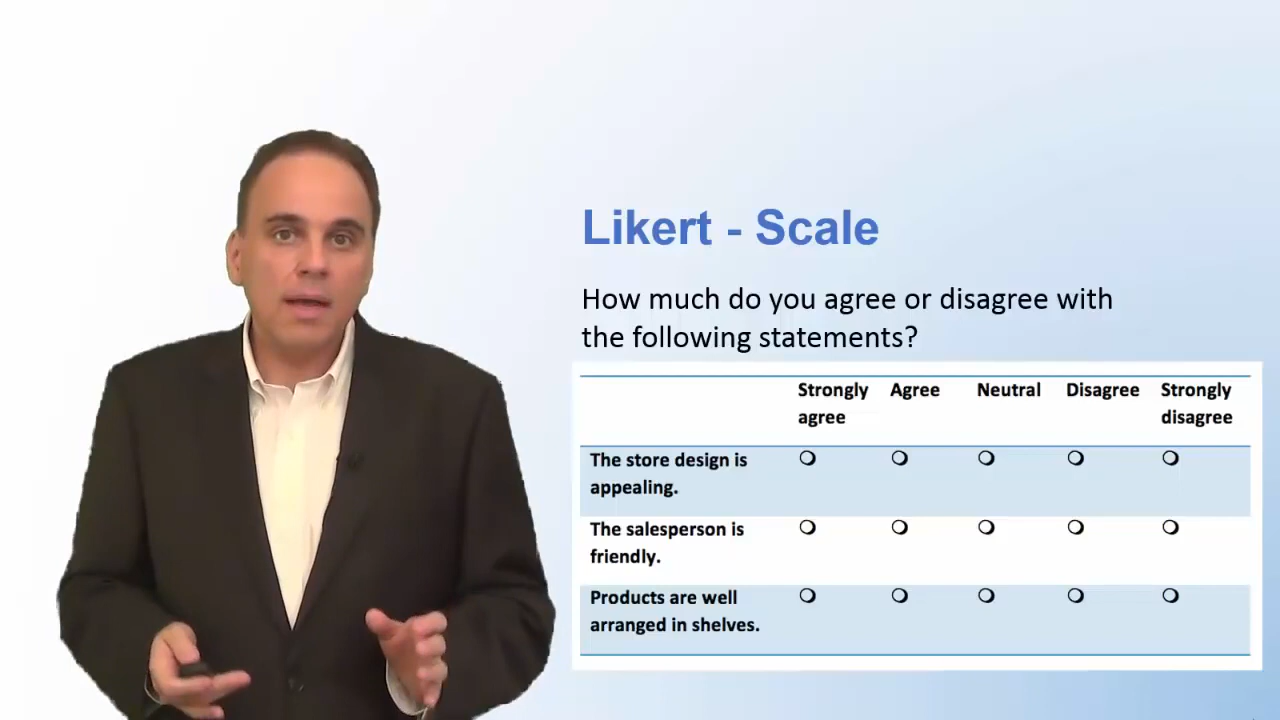 Likert - Scale
How much do you agree or disagree with
the following statements?
Strongly agree Agree Neutral Disagree Strongly disagree
The store design is
appealing.
The salesperson is
friendly.
Products are well
arranged in shelves.